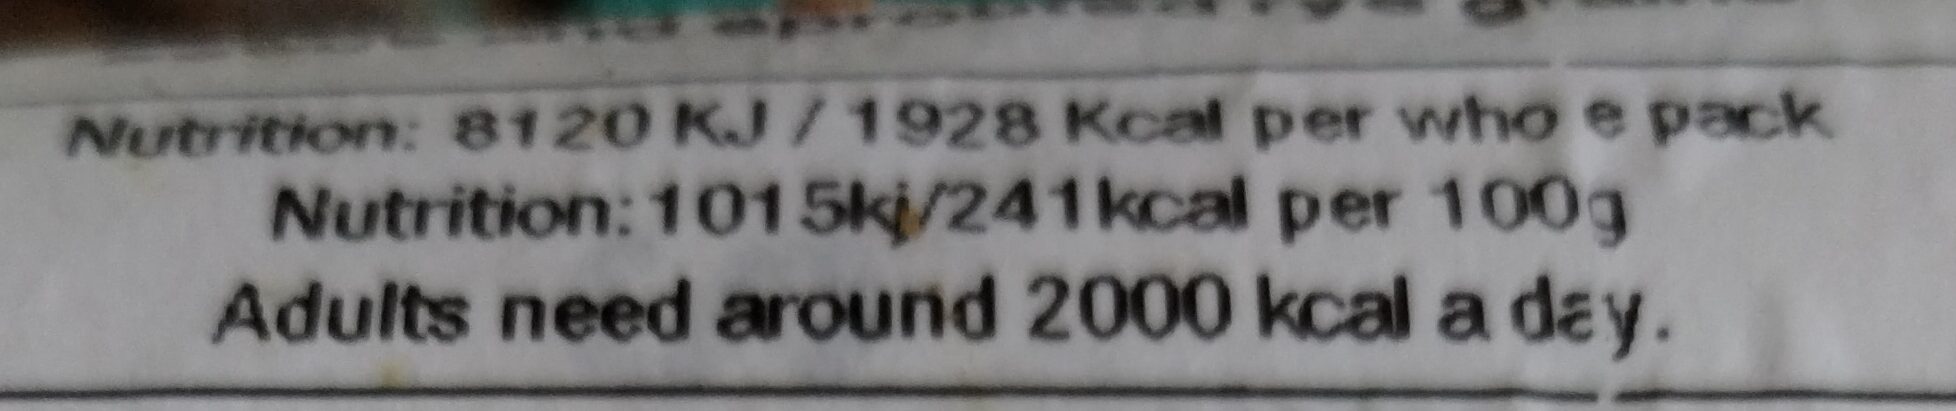 Nutrition: 8120 KJ / 1928 Kcal per who e pack
Nutrition:1015kj/241kcal per 100g
Adults need around 2000 kcal a day.